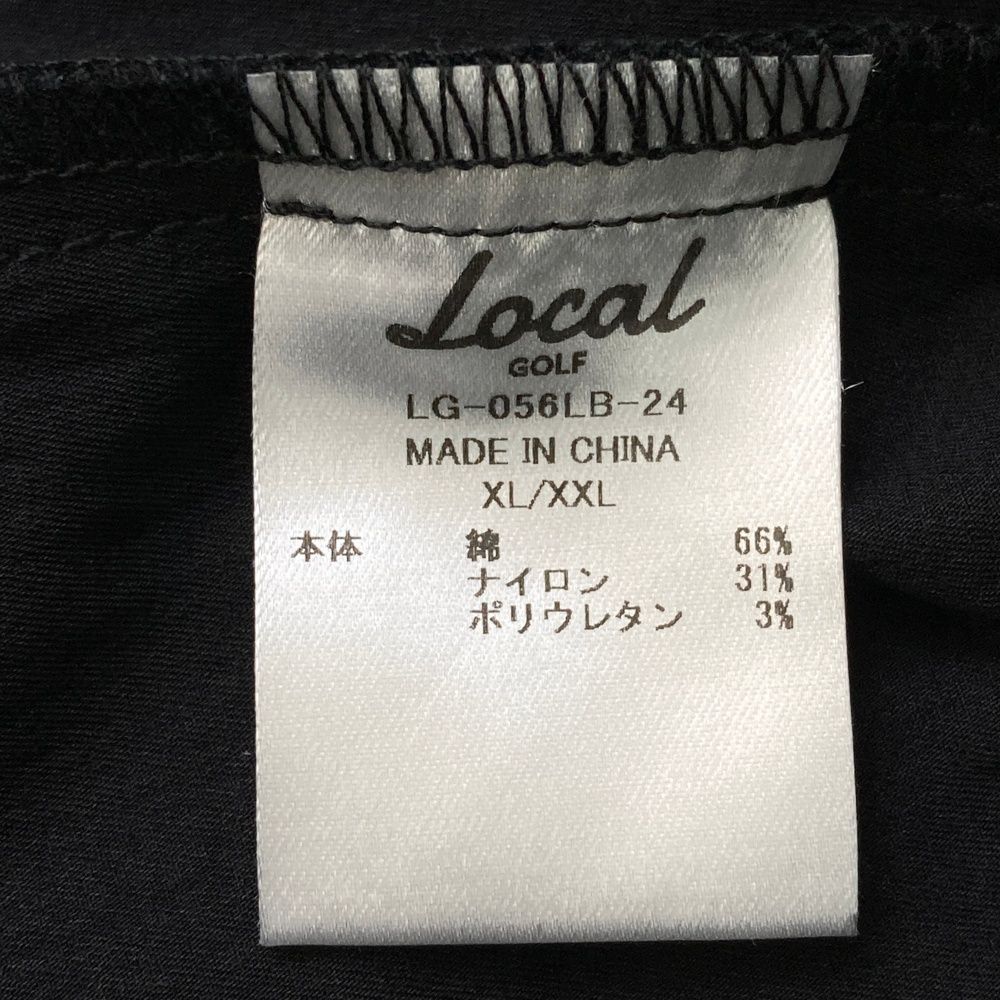 Local
GOLF
LG-056LB-24
MADE IN CHINA
XL/XXL
本体 綿 66%
ナイロン 31%
ポリウレタン 3%